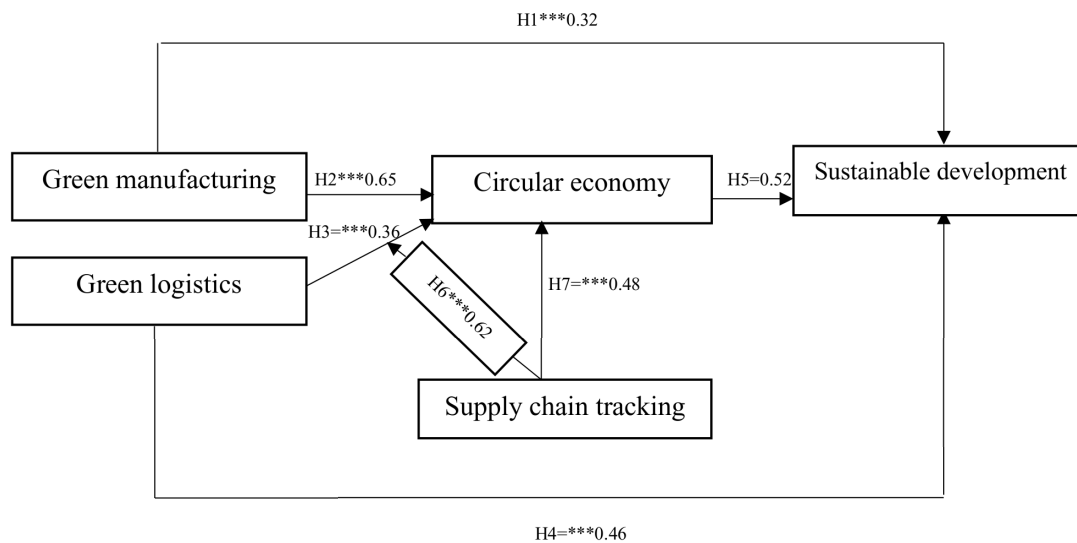 H1***0.32
Green manufacturing
H2***0.65
Circular economy
H5=0.52
Sustainable development
H3=***0.36
Green logistics
H6***0.62
H7=***0.48
Supply chain tracking
H4=***0.46